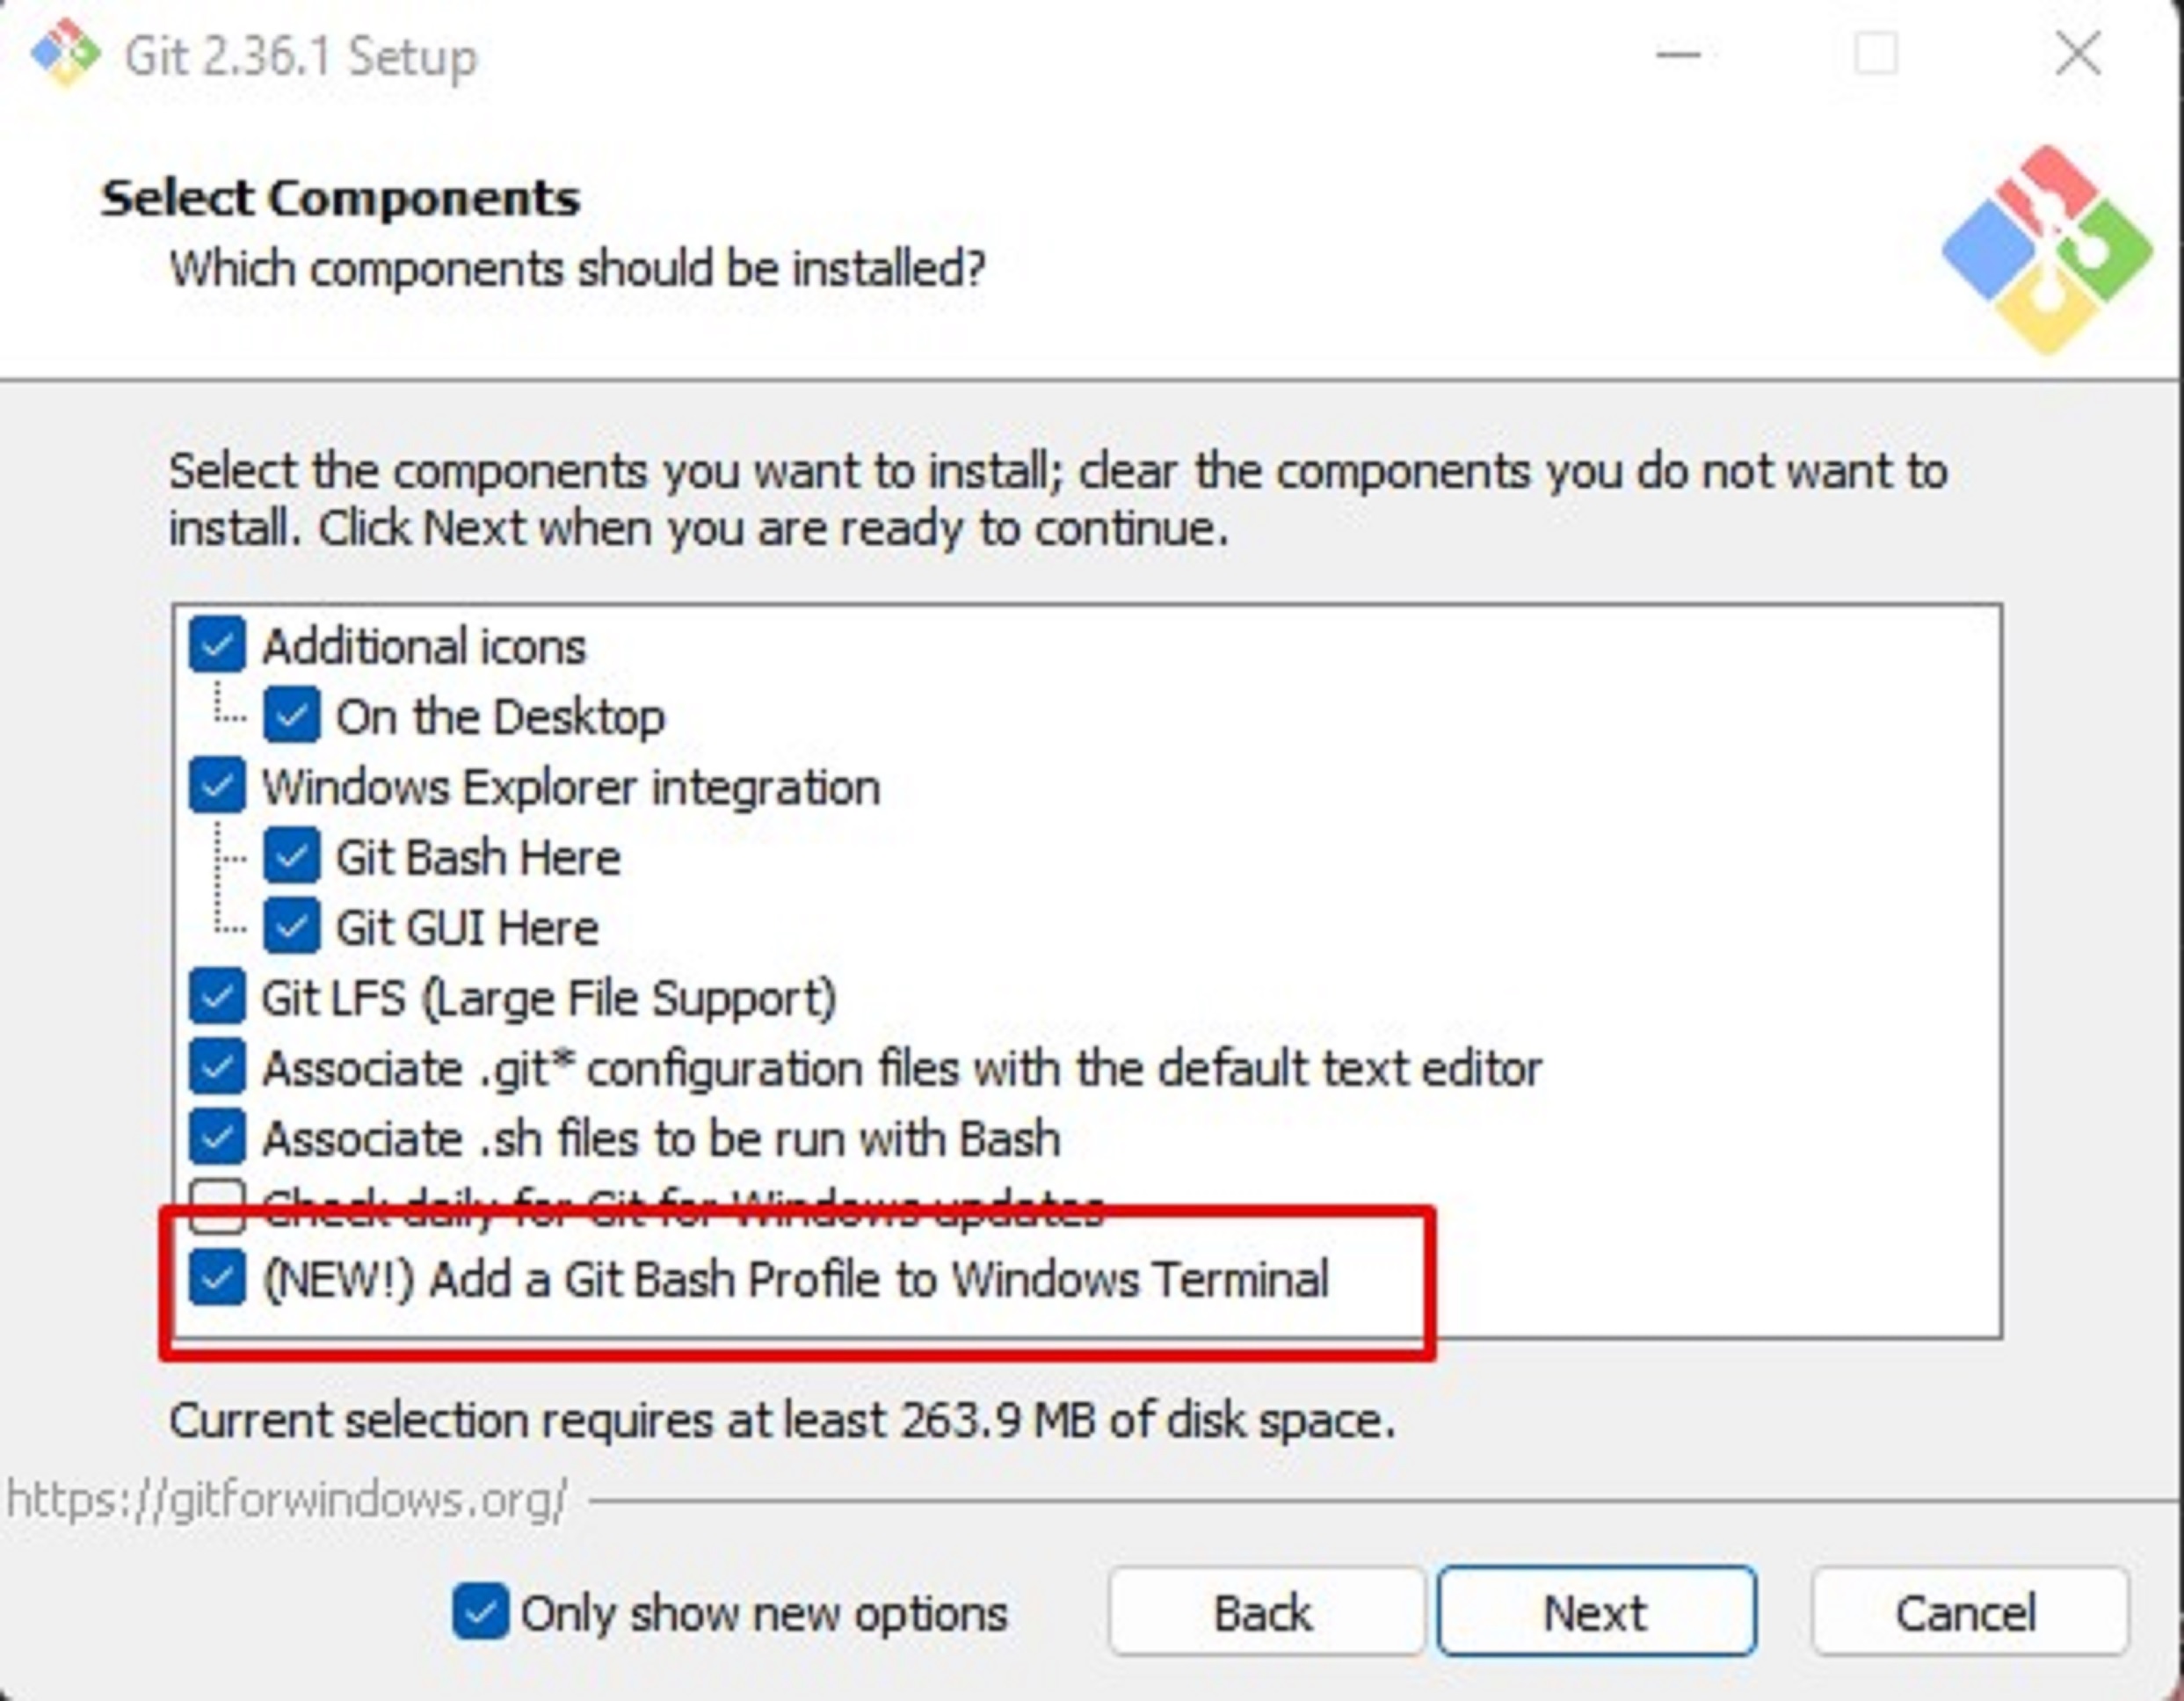 Git 2.36.1 Setup
Select Components
Which components should be installed?
Select the components you want to install; clear the components you do not want to
install. Click Next when you are ready to continue.
Additional icons
On the Desktop
Windows Explorer integration
Git Bash Here
Git GUI Here
Git LFS (Large File Support)
Associate .git* configuration files with the default text editor
Associate .sh files to be run with Bash
Check daily for Git for Windows updates
(NEW!) Add a Git Bash Profile to Windows Terminal
Current selection requires at least 263.9 MB of disk space.
https://gitforwindows.org/
Only show new options Back Next Cancel